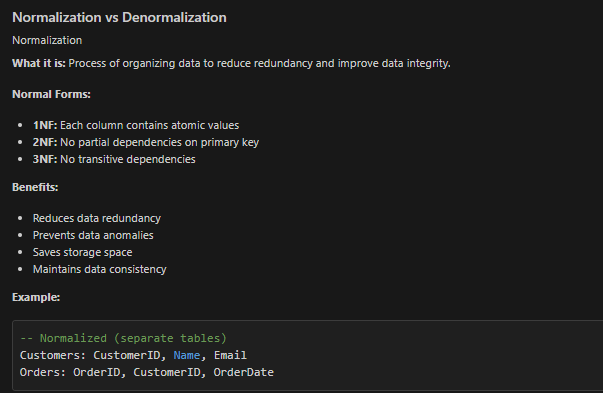 Normalization vs Denormalization
Normalization
What it is: Process of organizing data to reduce redundancy and improve data integrity.
Normal Forms:
• 1NF: Each column contains atomic values
• 2NF: No partial dependencies on primary key
• 3NF: No transitive dependencies
Benefits:
• Reduces data redundancy
• Prevents data anomalies
• Saves storage space
• Maintains data consistency
Example:
-- Normalized (separate tables)
Customers: CustomerID, Name, Email
Orders: OrderID, CustomerID, OrderDate